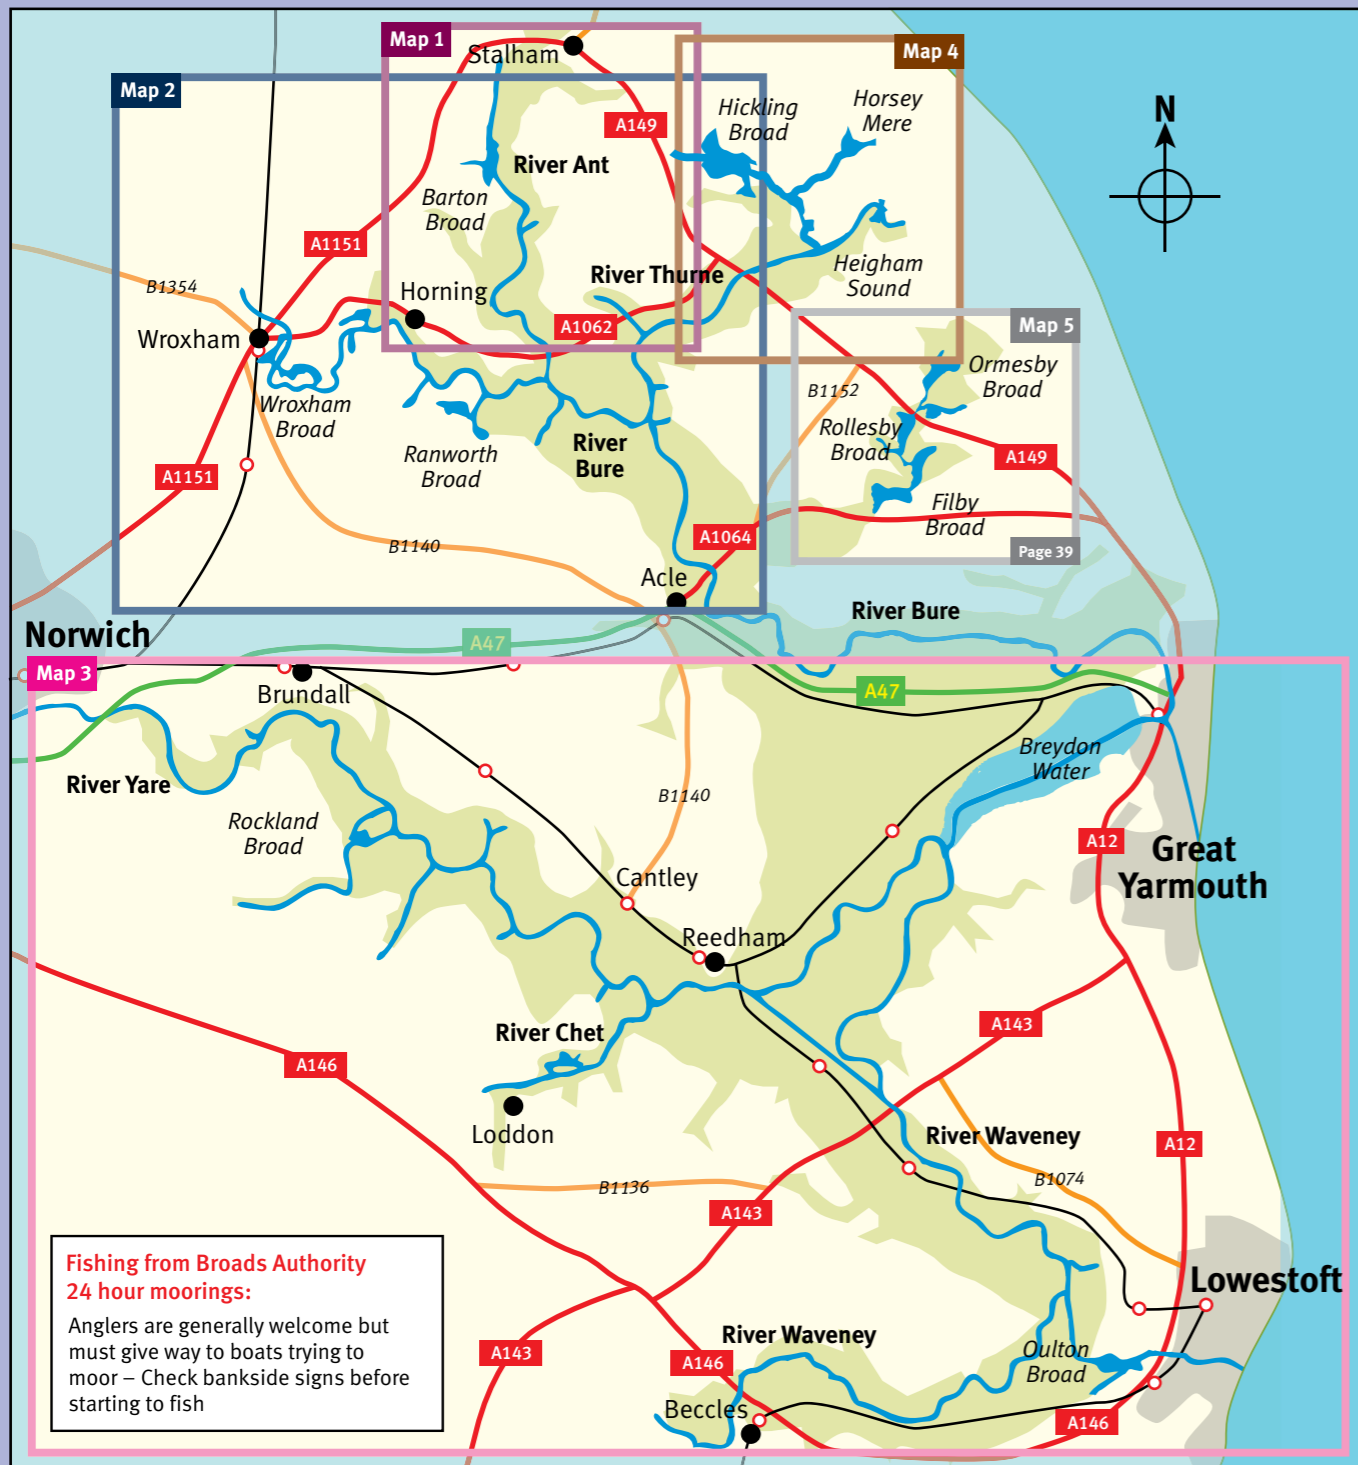 Map 1
Stalham
Map 4
Map 2
Hickling
Broad
Horsey
Mere
N
A149
River Ant
Barton
Broad
A1151
Heigham
Sound
River Thurne
B1354
Horning
A1062
Map 5
Wroxham
Ormesby
Broad
B1152
Wroxham
Broad
Rollesby
Broad
Ranworth
Broad
River
Bure
A149
A1151
Filby
Broad
A1064
B1140
Page 39
Acle
River Bure
Norwich
A47
Map 3
Brundall
A47
Breydon
Water
River Yare
B1140
Rockland
Broad
A12
Great
Yarmouth
Cantley
Reedham
A143
River Chet
A146
Loddon
River Waveney
A12
B1074
B1136
A143
Fishing from Broads Authority
24 hour moorings:
Anglers are generally welcome but
must give way to boats trying to
moor – Check bankside signs before
starting to fish
Lowestoft
River Waveney
A143
A146
Oulton
Broad
Beccles
A146